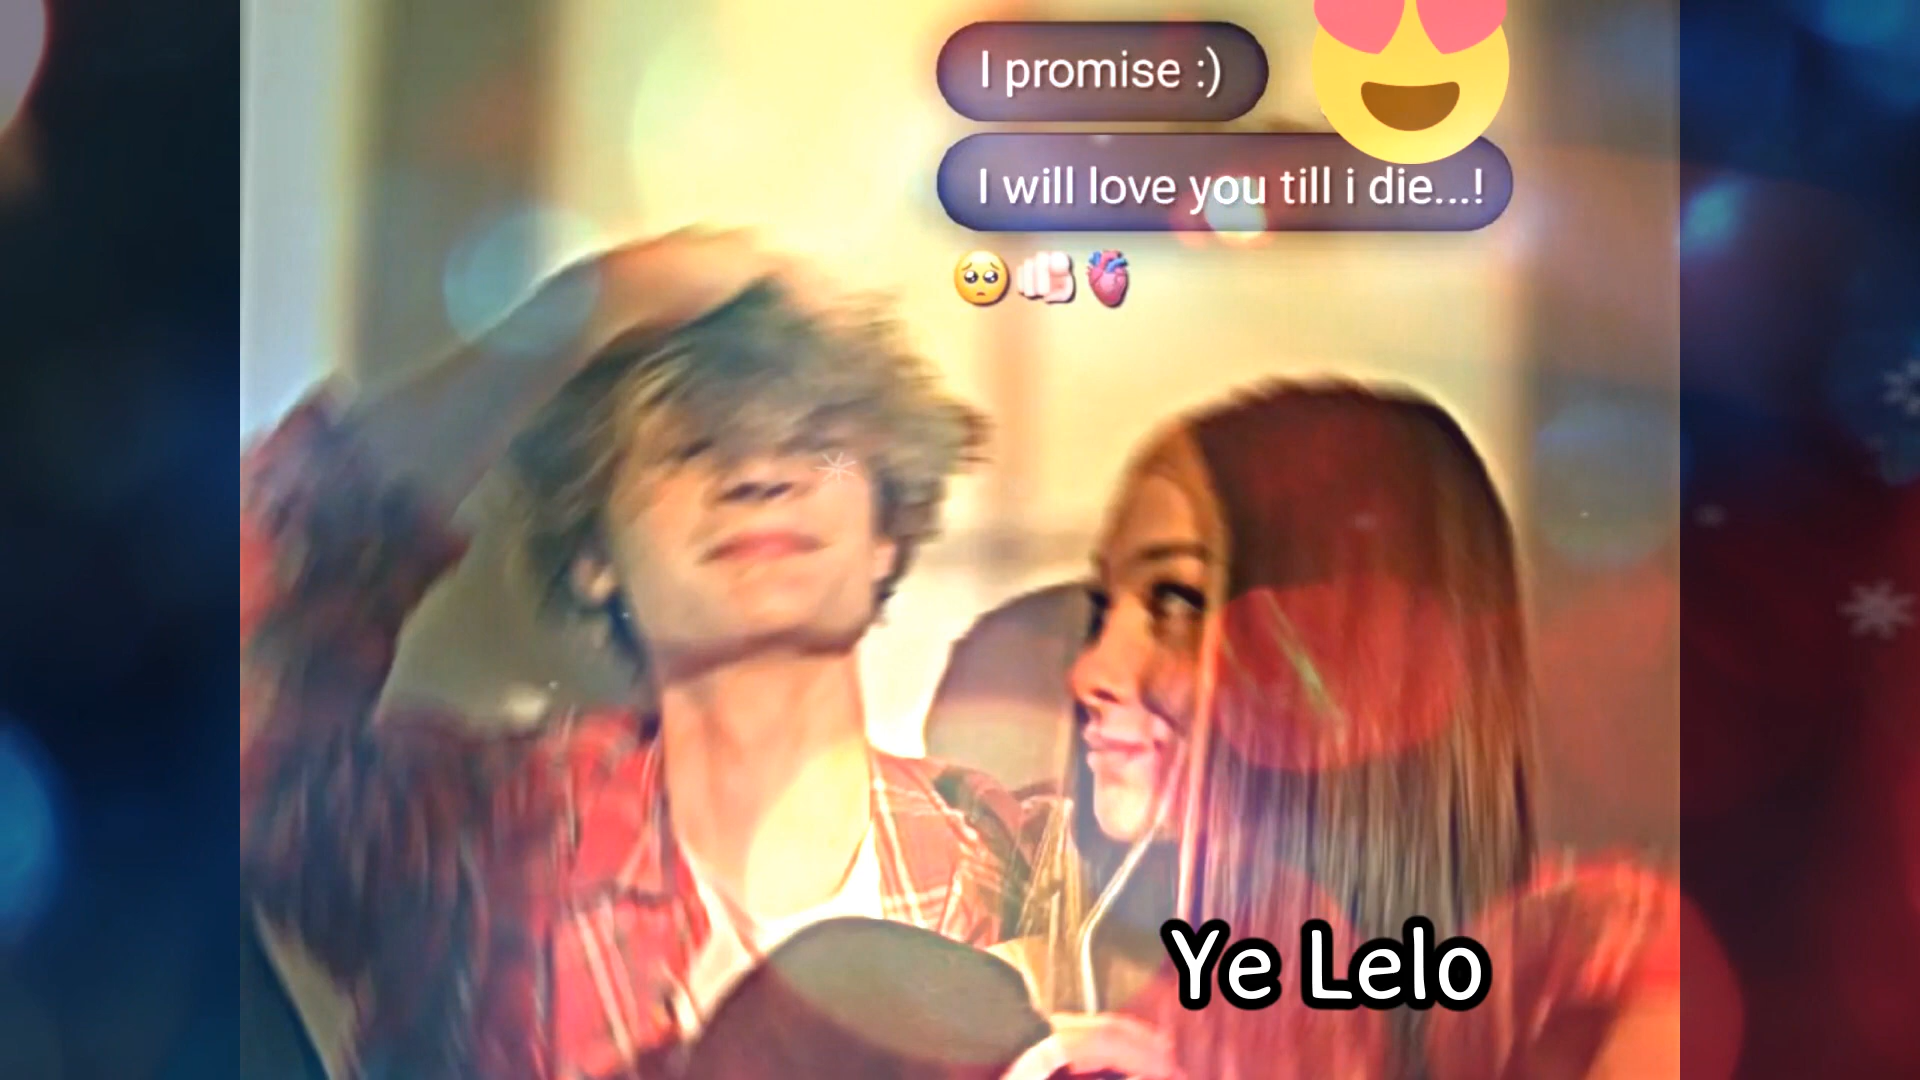 I promise :)
I will love you till i die...!
🥺🫵🏻🫀
Ye Lelo